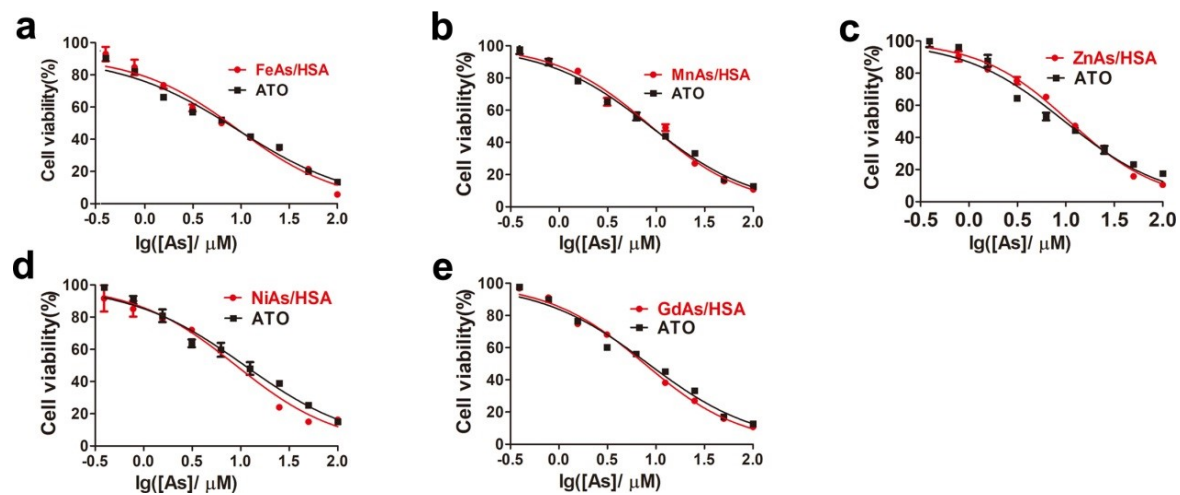 a
100
80
60
40
20
0
Cell viability(%)
FeAs/HSA
ATO
-0.5 0.0 0.5 1.0 1.5 2.0
lg([As]/ μM)
b
100
80
60
40
20
0
Cell viability(%)
MnAs/HSA
ATO
-0.5 0.0 0.5 1.0 1.5 2.0
lg([As]/ μM)
c
100
80
60
40
20
0
Cell viability(%)
ZnAs/HSA
ATO
-0.5 0.0 0.5 1.0 1.5 2.0
lg([As]/ μM)
d
100
80
60
40
20
0
Cell viability(%)
NiAs/HSA
ATO
-0.5 0.0 0.5 1.0 1.5 2.0
lg([As]/ μM)
e
100
80
60
40
20
0
Cell viability(%)
GdAs/HSA
ATO
-0.5 0.0 0.5 1.0 1.5 2.0
lg([As]/ μM)